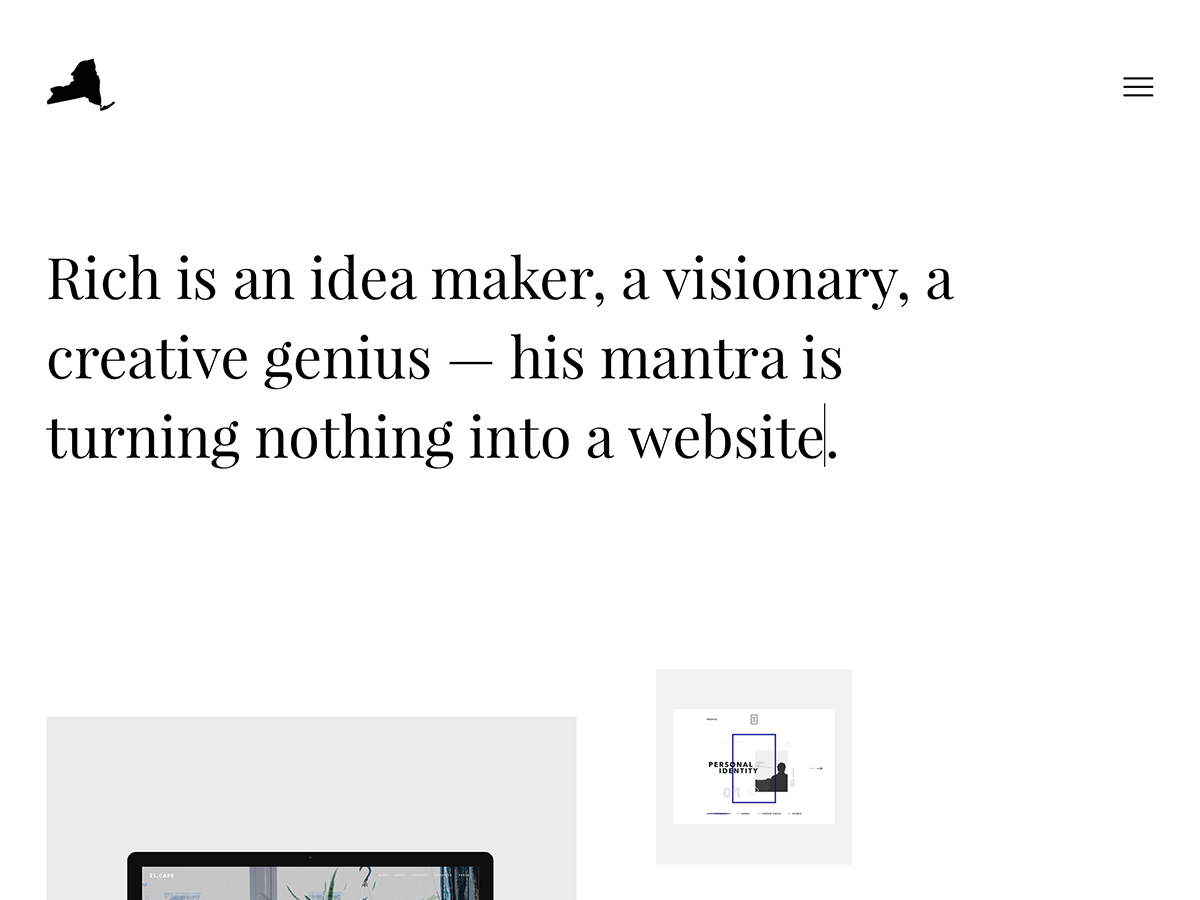 Rich is an idea maker, a visionary, a
creative genius — his mantra is
turning nothing into a website.
PROFILE
PERSONAL
IDENTITY
01
ES.CAPE